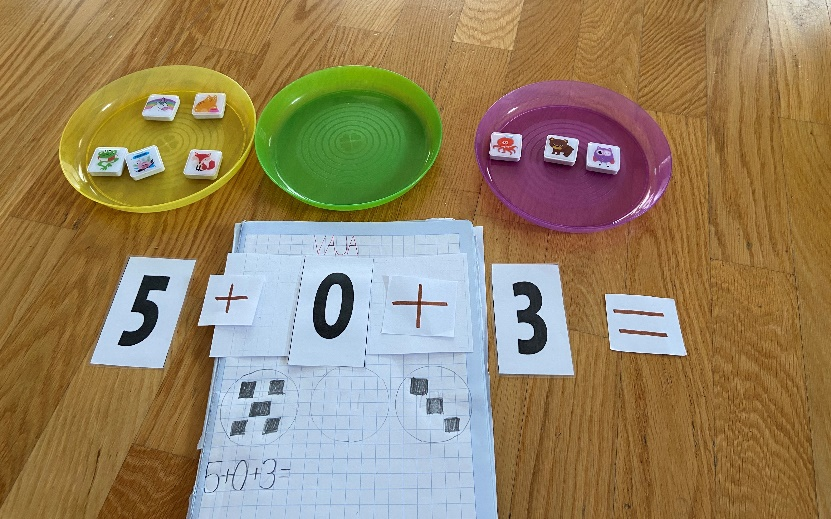 VAJA
5 + 0 + 3 =
5+0+3=